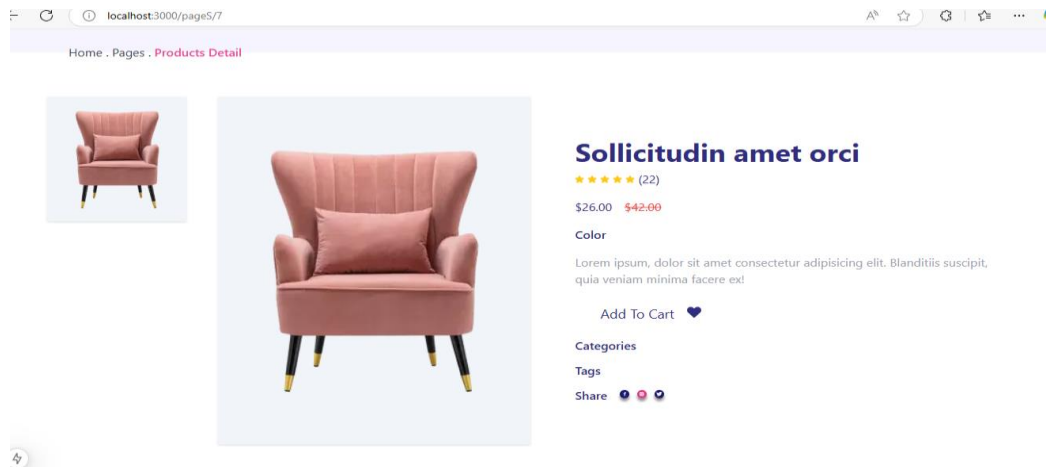 localhost:3000/pageS/7
Home . Pages . Products Detail
Sollicitudin amet orci
(22)
$26.00 $42.00
Color
Lorem ipsum, dolor sit amet consectetur adipisicing elit. Blanditiis suscipit,
quia veniam minima facere ex!
Add To Cart
Categories
Tags
Share